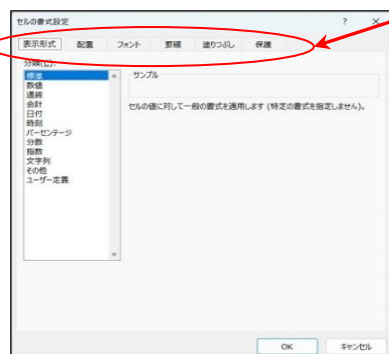 セルの書式設定 ? ×
表示形式 配置 フォント 罫線 塗りつぶし 保護
分類(C):
標準
数値
通貨
会計
日付
時刻
パーセンテージ
分数
指数
文字列
その他
ユーザー定義
サンプル
セルの値に対して一般の書式を適用します (特定の書式を指定しません)。
OK キャンセル